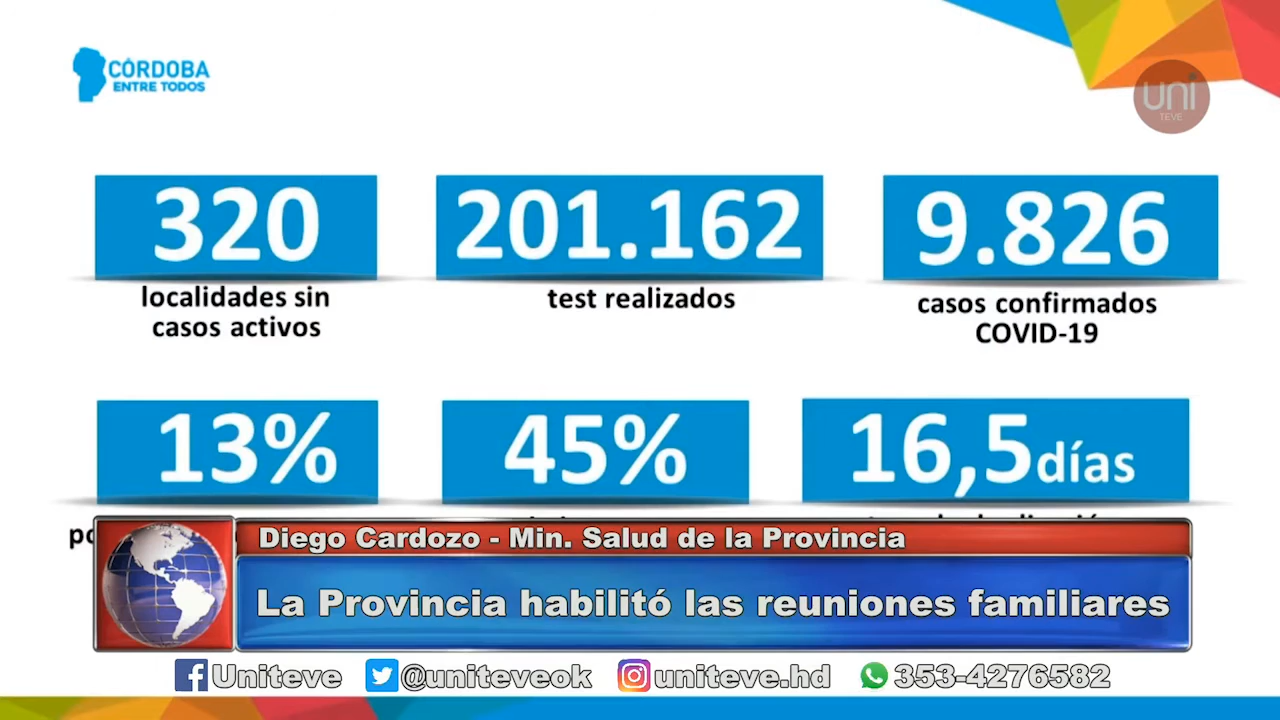 CÓRDOBA
ENTRE TODOS
uni
TEVE
320
201.162
9.826
localidades sin
casos activos
test realizados
casos confirmados
COVID-19
13%
45%
16,5días
Diego Cardozo - Min. Salud de la Provincia
La Provincia habilitó las reuniones familiares
Uniteve
@uniteveok
uniteve.hd
353-4276582